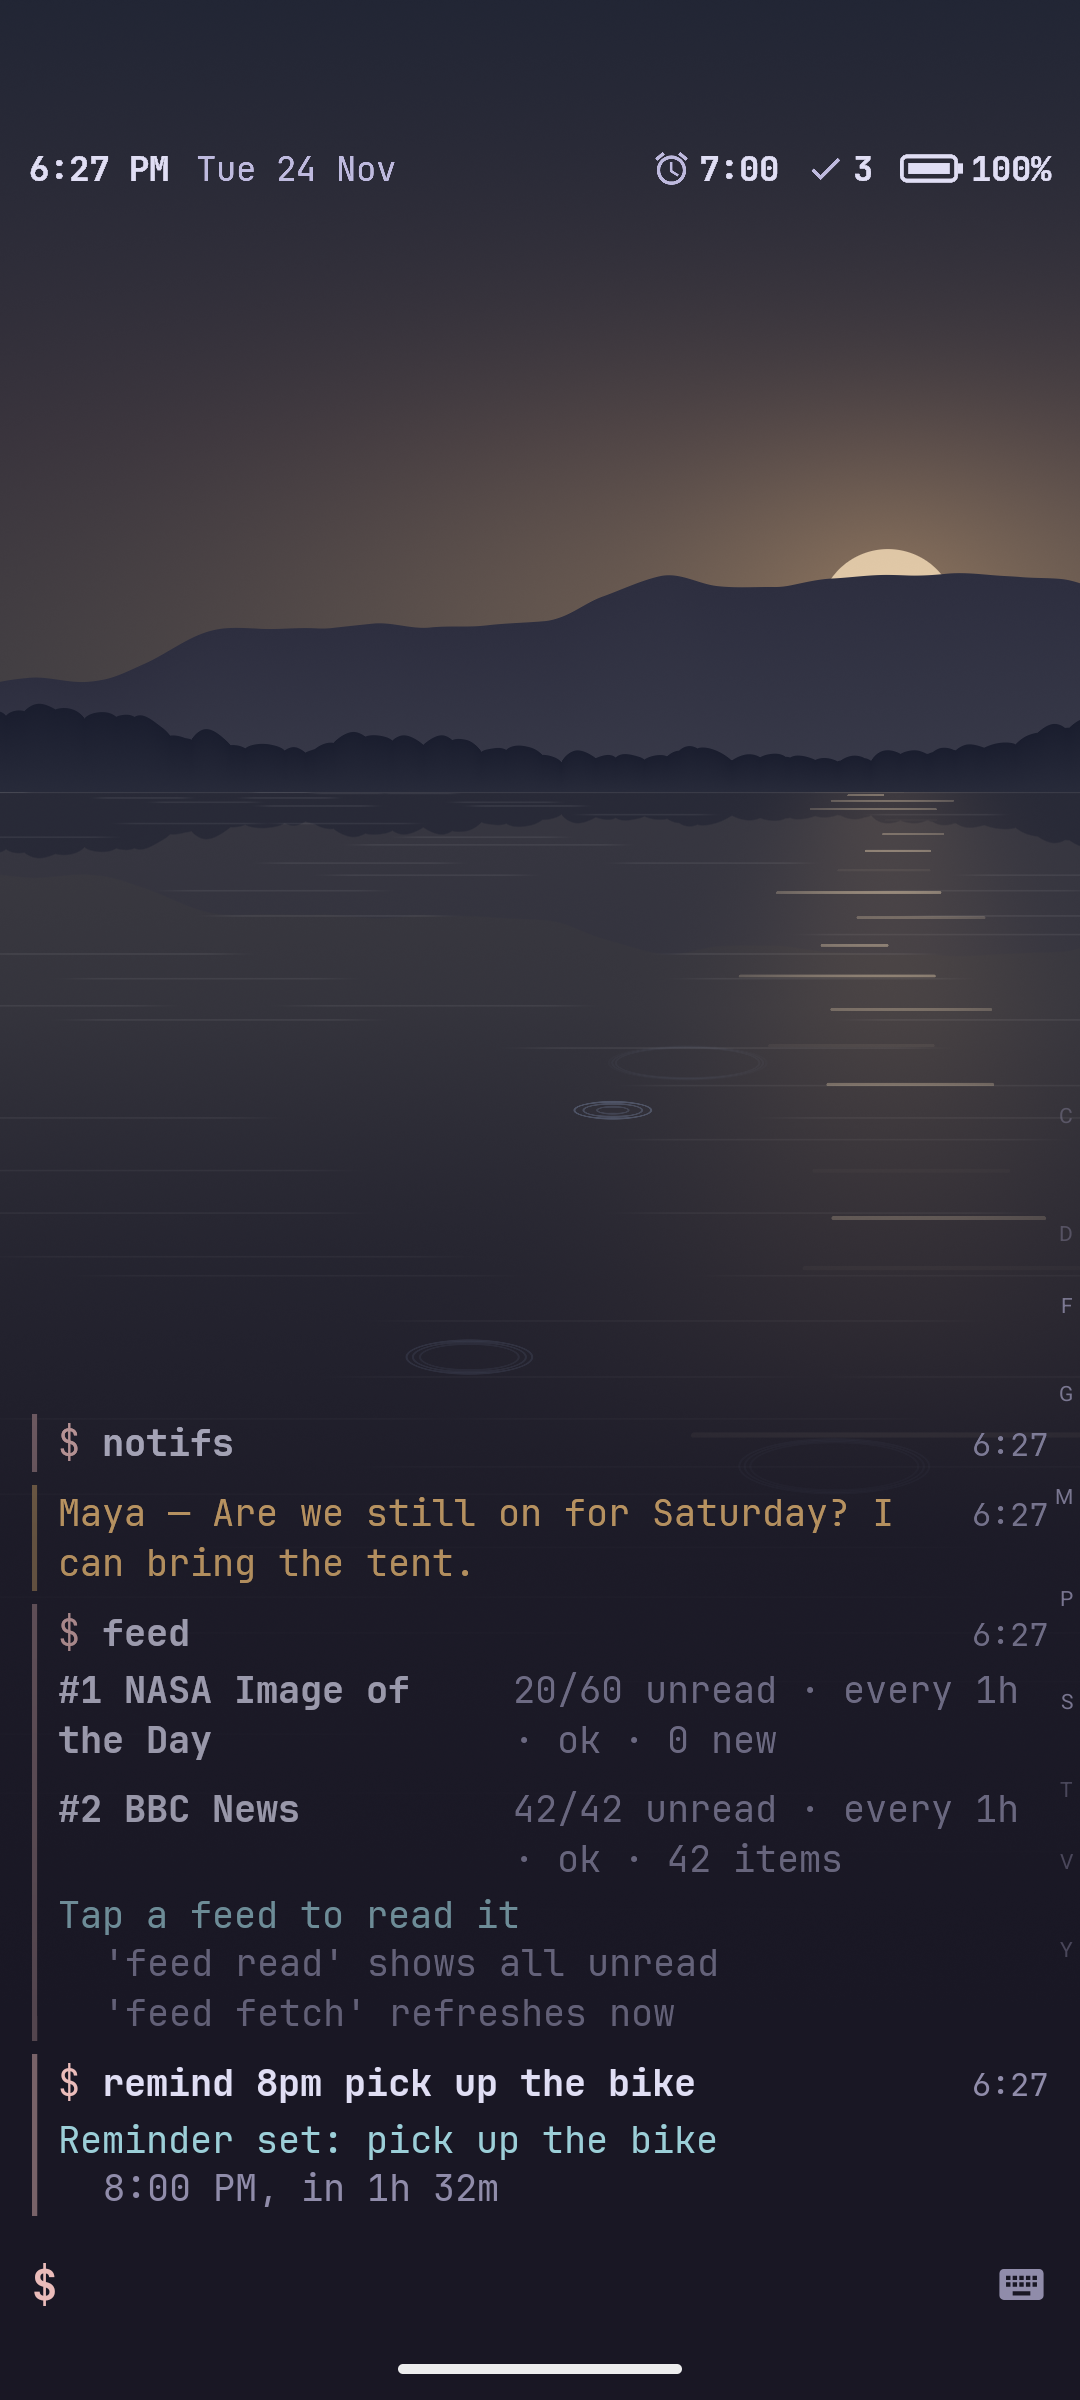 6:27 PM Tue 24 Nov 7:00 3 100%
C
D
F
G
$ notifs 6:27
Maya — Are we still on for Saturday? I 6:27 M
can bring the tent.
P
$ feed 6:27
#1 NASA Image of 20/60 unread · every 1h
S
the Day · ok · 0 new
T
#2 BBC News 42/42 unread · every 1h
· ok · 42 items
V
Tap a feed to read it
Y
'feed read' shows all unread
'feed fetch' refreshes now
$ remind 8pm pick up the bike 6:27
Reminder set: pick up the bike
8:00 PM, in 1h 32m
$